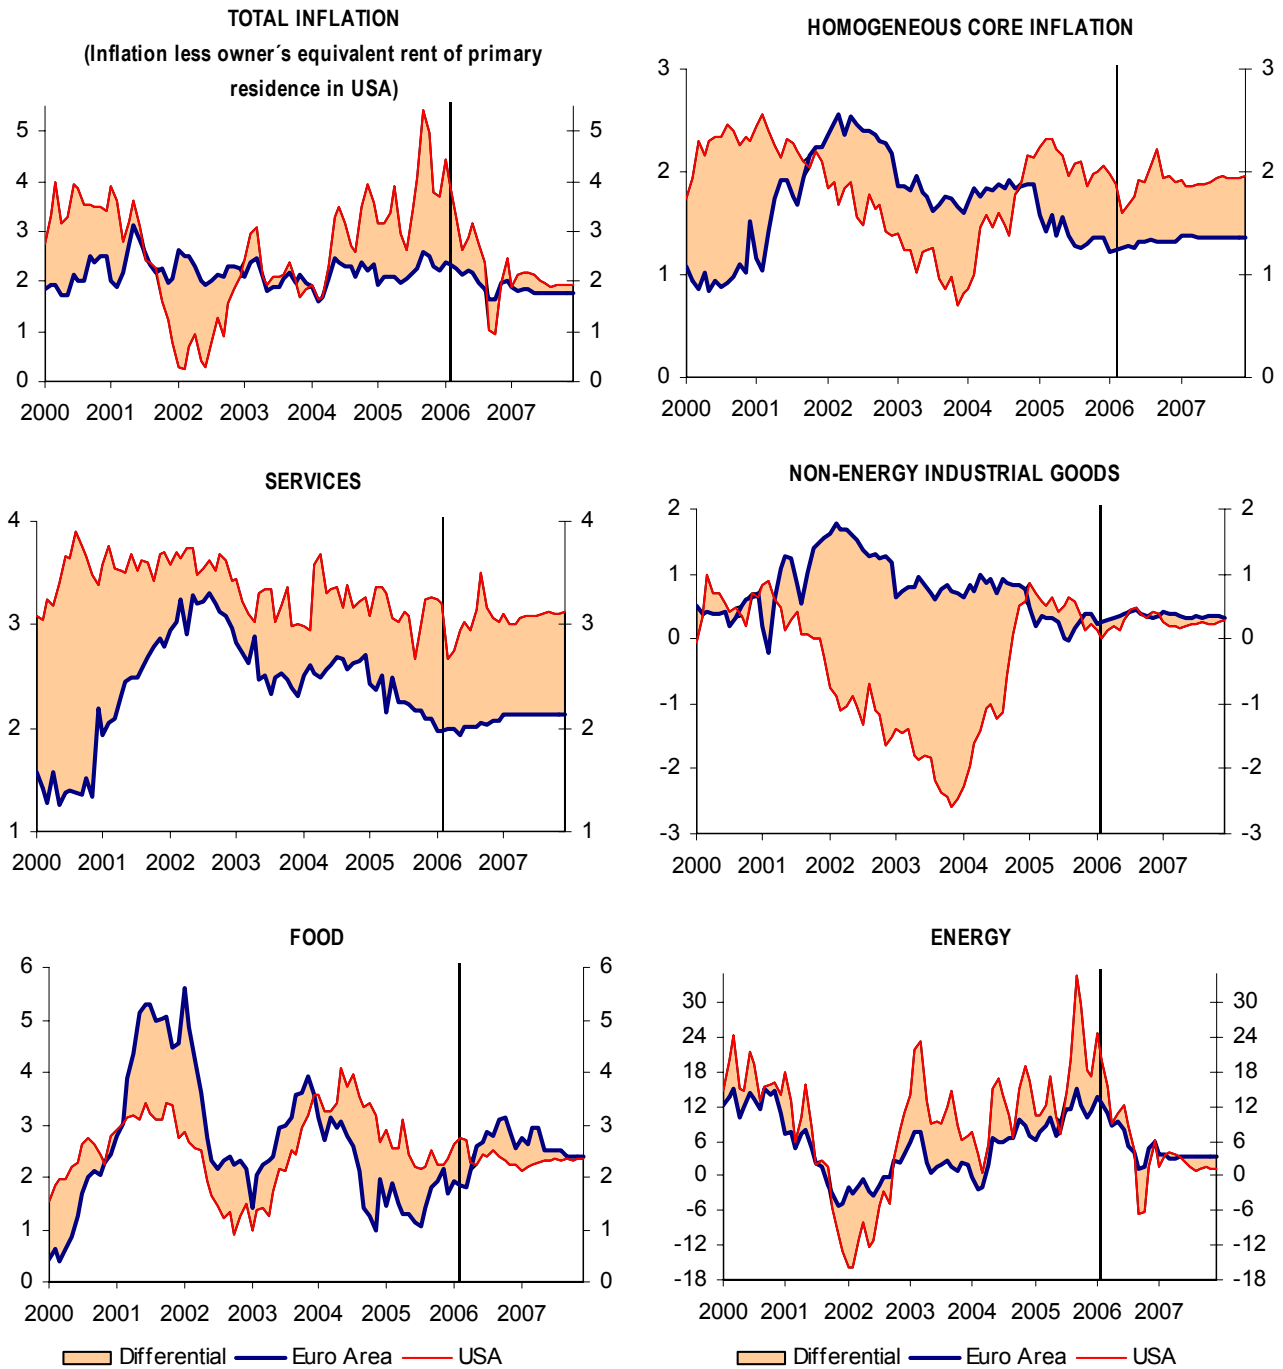 TOTAL INFLATION
(Inflation less owner´s equivalent rent of primary
residence in USA)
5 5
4 4
3 3
2 2
1 1
0 0
2000 2001 2002 2003 2004 2005 2006 2007
HOMOGENEOUS CORE INFLATION
3 3
2 2
1 1
0 0
2000 2001 2002 2003 2004 2005 2006 2007
SERVICES
4 4
3 3
2 2
1 1
2000 2001 2002 2003 2004 2005 2006 2007
NON-ENERGY INDUSTRIAL GOODS
2 2
1 1
0 0
-1 -1
-2 -2
-3 -3
2000 2001 2002 2003 2004 2005 2006 2007
FOOD
6 6
5 5
4 4
3 3
2 2
1 1
0 0
2000 2001 2002 2003 2004 2005 2006 2007
Differential Euro Area USA
ENERGY
30 30
24 24
18 18
12 12
6 6
0 0
-6 -6
-12 -12
-18 -18
2000 2001 2002 2003 2004 2005 2006 2007
Differential Euro Area USA